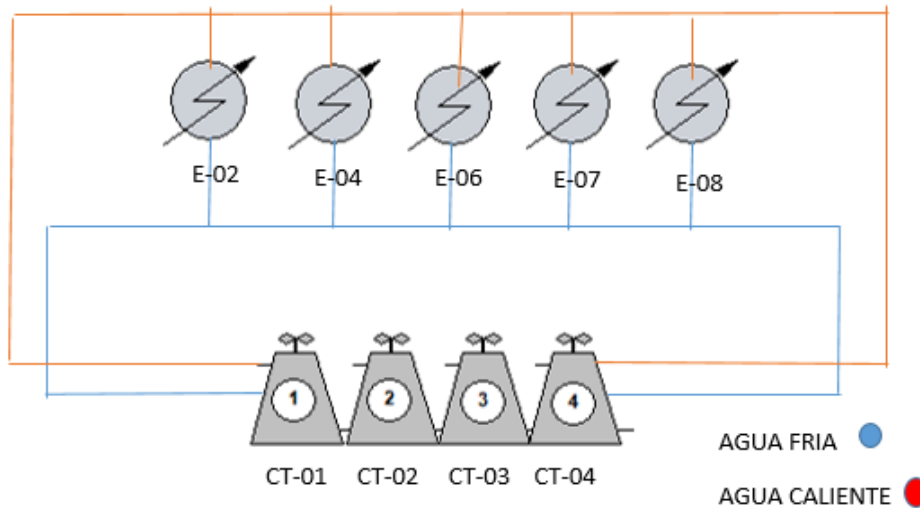 E-02
E-04
E-06
E-07
E-08
1
2
3
4
CT-01
CT-02
CT-03
CT-04
AGUA FRIA
AGUA CALIENTE